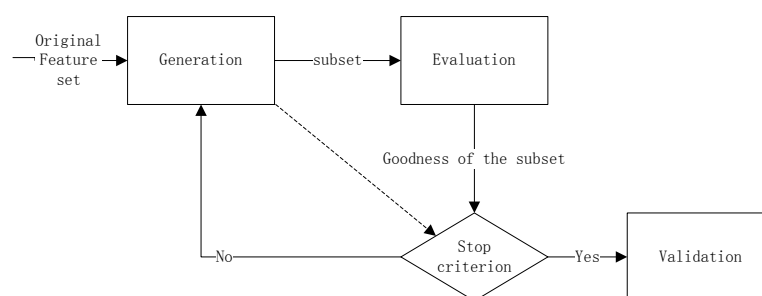 Original
Feature
set
Generation
subset
Evaluation
Goodness of the subset
Stop
criterion
No
Yes
Validation